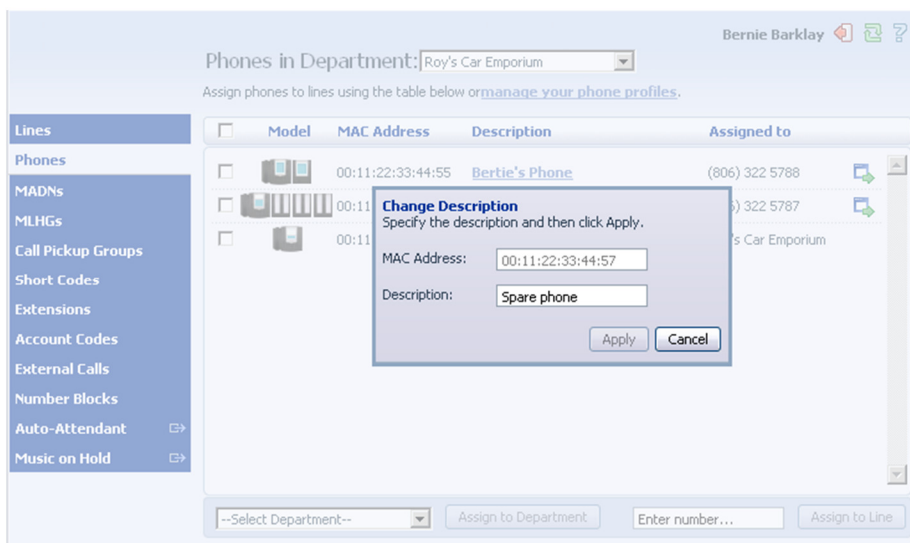 Bernie Barklay
Phones in Department: Roy's Car Emporium
Assign phones to lines using the table below or manage your phone profiles.
Lines
Phones
MADNs
MLHGs
Call Pickup Groups
Short Codes
Extensions
Account Codes
External Calls
Number Blocks
Auto-Attendant
Music on Hold
Model MAC Address Description Assigned to
00:11:22:33:44:55 Bertie's Phone (806) 322 5788
00:11 ) 322 5787
00:11 's Car Emporium
Change Description
Specify the description and then click Apply.
MAC Address: 00:11:22:33:44:57
Description: Spare phone
Apply Cancel
--Select Department-- Assign to Department Enter number... Assign to Line